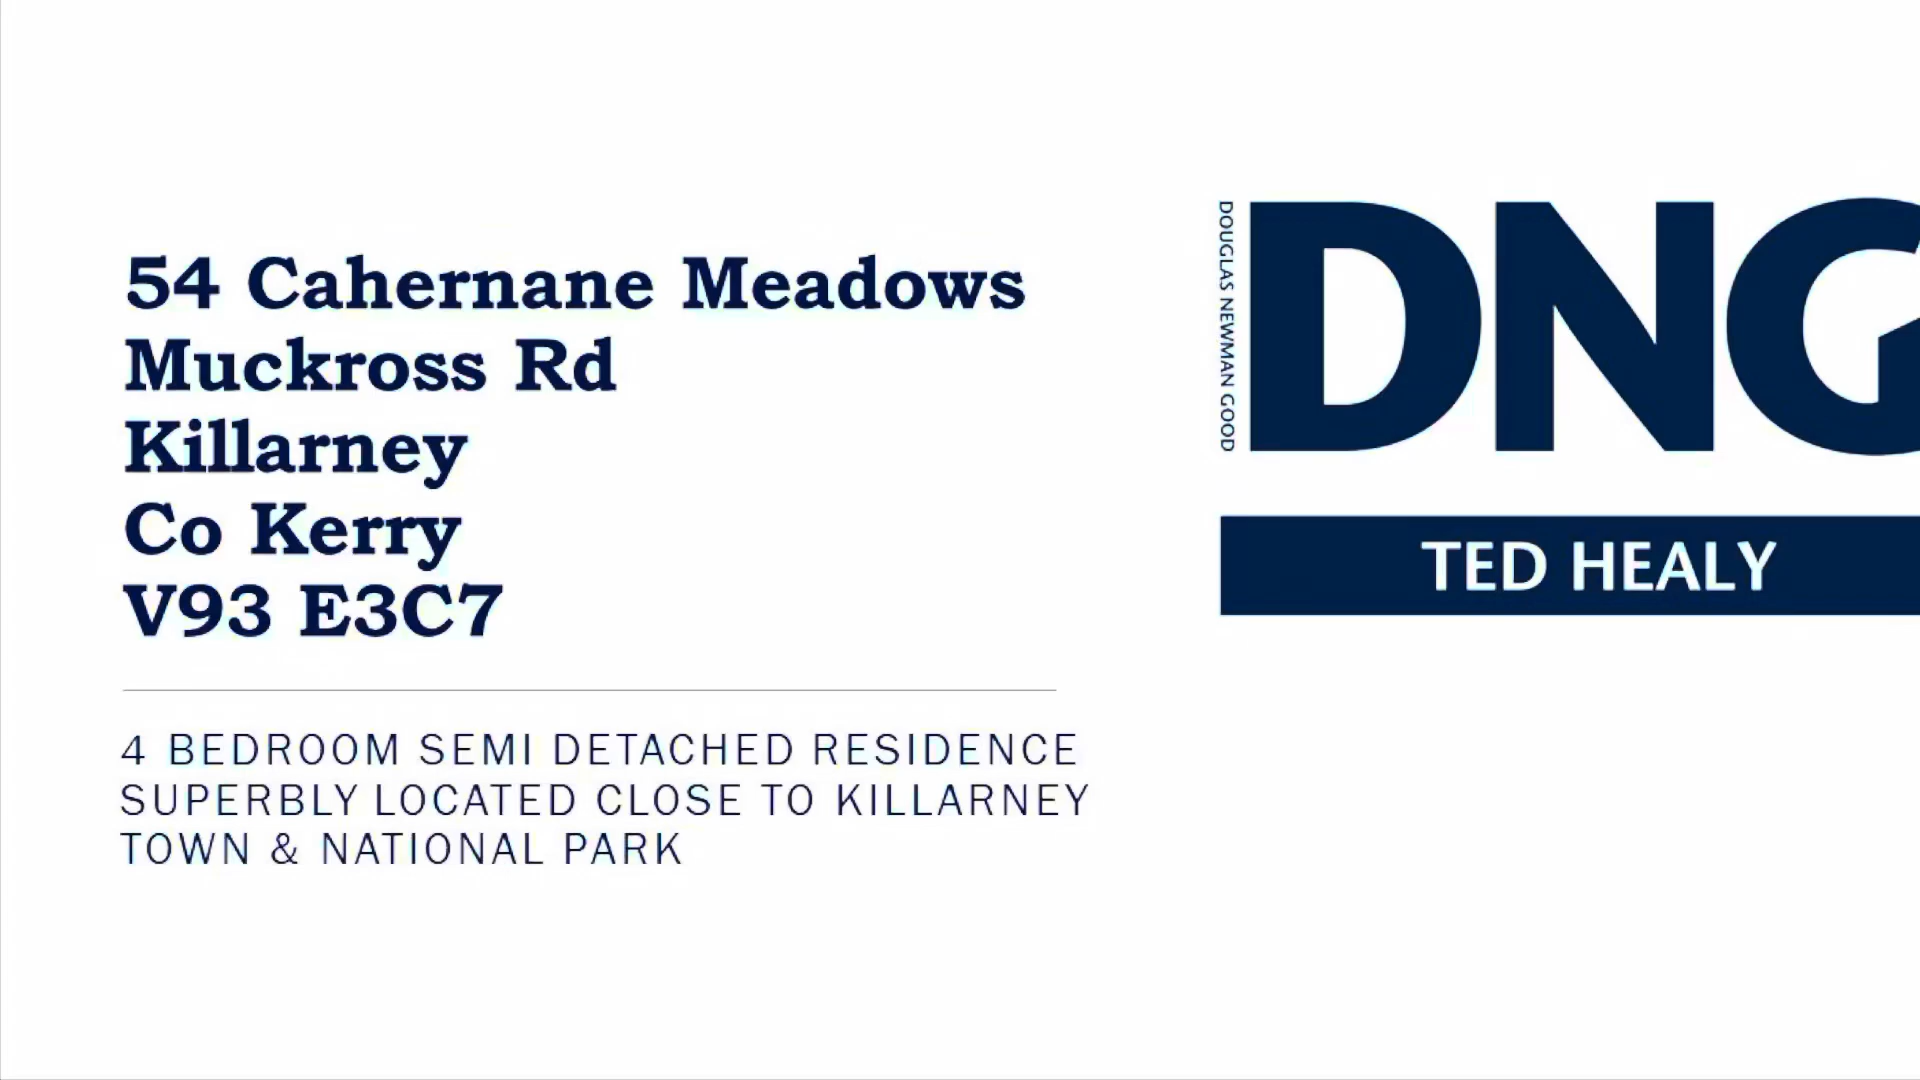 54 Cahernane Meadows
Muckross Rd
Killarney
Co Kerry
V93 E3C7
4 BEDROOM SEMI DETACHED RESIDENCE
SUPERBLY LOCATED CLOSE TO KILLARNEY
TOWN & NATIONAL PARK
DOUGLAS NEWMAN GOOD
DNG
TED HEALY